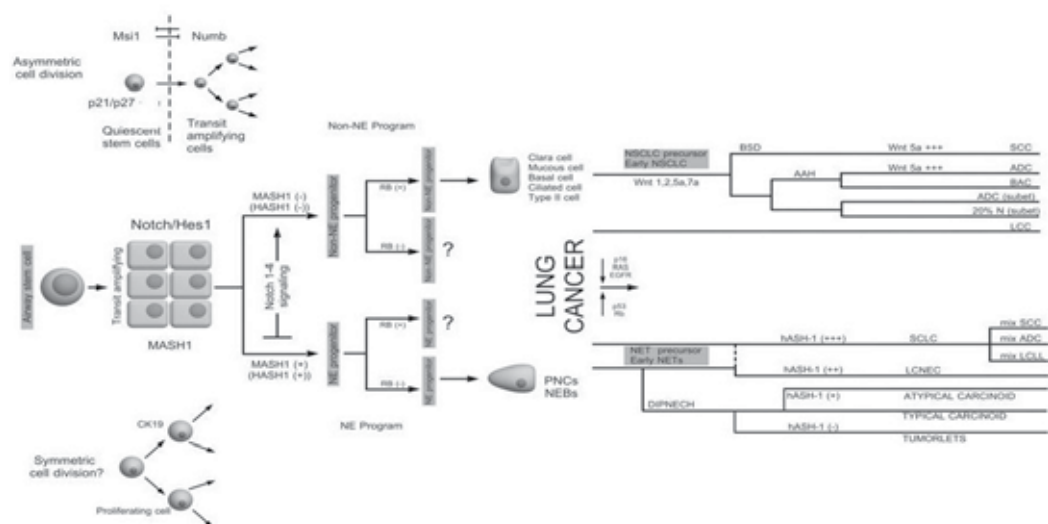 Msi1
Numb
Asymmetric
cell division
p21/p27
Quiescent
stem cells
Transit
amplifying
cells
Non-NE Program
Airway stem cell
Transit amplifying
Notch/Hes1
MASH1
MASH1 (-)
(HASH1 (-))
Notch 1-4
signaling
MASH1 (+)
(HASH1 (+))
Non-NE progenitor
RB (+)
Non-NE progenitor
RB (-)
Non-NE progenitor
?
NE progenitor
RB (+)
NE progenitor
?
RB (-)
NE progenitor
NE Program
Clara cell
Mucous cell
Basal cell
Ciliated cell
Type II cell
PNCs
NEBs
NSCLC precursor
Early NSCLC
Wnt 1,2,5a,7a
BSD
Wnt 5a +++
SCC
AAH
Wnt 5a +++
ADC
BAC
ADC (subet)
20% N (subet)
LCC
LUNG
CANCER
p16
RAS
EGFR
p53
Rb
NET precursor
Early NETs
hASH-1 (+++)
SCLC
mix SCC
mix ADC
mix LCLL
hASH-1 (++)
LCNEC
DIPNECH
hASH-1 (+)
ATYPICAL CARCINOID
TYPICAL CARCINOID
hASH-1 (-)
TUMORLETS
CK19
Symmetric
cell division?
Proliferating cell